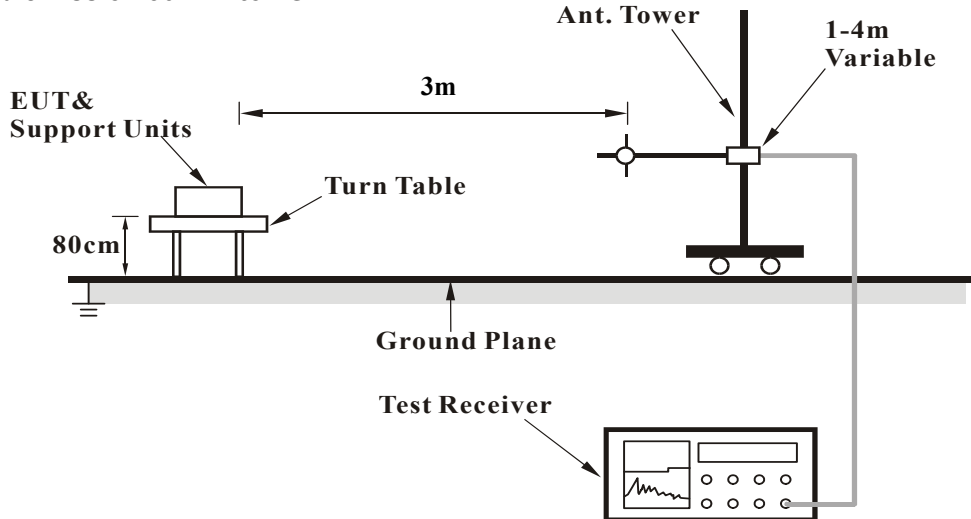 Ant. Tower
1-4m
Variable
3m
EUT&
Support Units
Turn Table
80cm
Ground Plane
Test Receiver